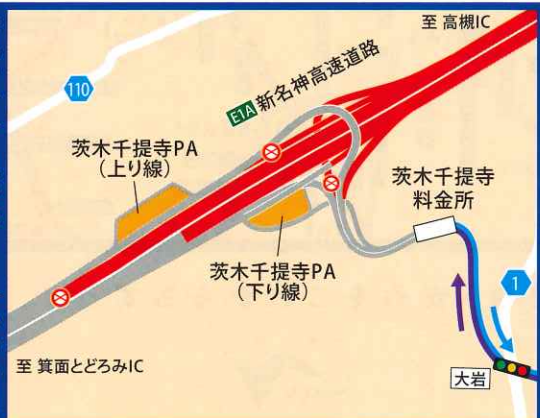 至 高槻IC
110
E1A 新名神高速道路
茨木千提寺PA
(上り線)
茨木千提寺
料金所
茨木千提寺PA
(下り線)
1
至 箕面とどろみIC
大岩